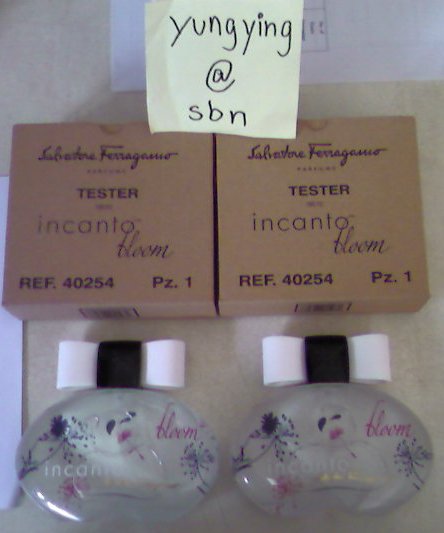 yungying
@
sbn
Salvatore Ferragamo
PARFUMS
TESTER
incanto
bloom
REF. 40254 Pz. 1
Salvatore Ferragamo
PARFUMS
TESTER
incanto
bloom
REF. 40254 Pz. 1
bloom
incanto
bloom
incanto